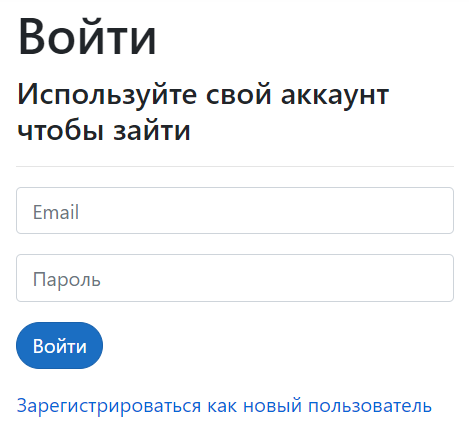 Войти
Используйте свой аккаунт
чтобы зайти
Email
Пароль
Войти
Зарегистрироваться как новый пользователь